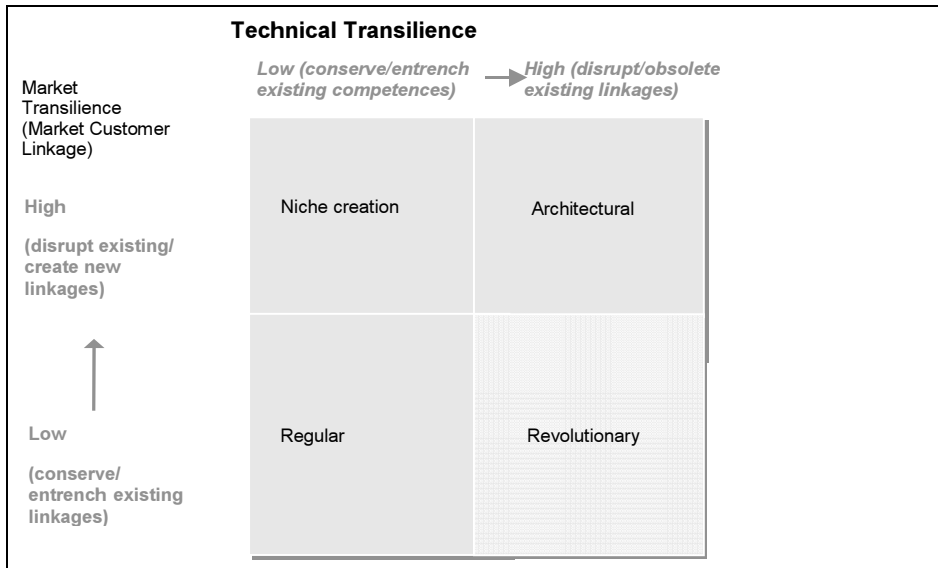 Technical Transilience
Low (conserve/entrench
existing competences)
High (disrupt/obsolete
existing linkages)
Market
Transilience
(Market Customer
Linkage)
High
(disrupt existing/
create new
linkages)
Niche creation
Architectural
Low
(conserve/
entrench existing
linkages)
Regular
Revolutionary